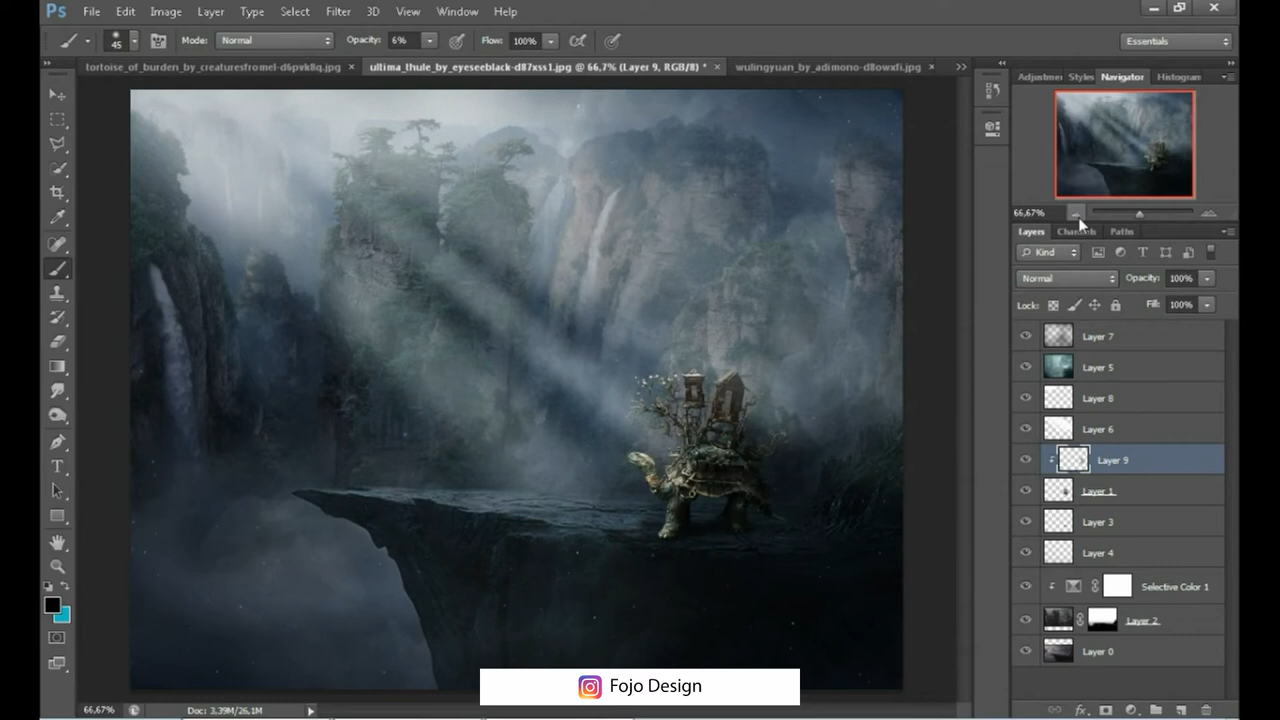 Ps File Edit Image Layer Type Select Filter 3D View Window Help
45 Mode: Normal Opacity: 6% Flow: 100% Essentials
tortoise_of_burden_by_creaturesfromel-d6pvk8q.jpg × ultima_thule_by_eyeseeblack-d87xss1.jpg @ 66,7% (Layer 9, RGB/8) * × wulingyuan_by_adimono-d8owxfi.jpg ×
Adjustmer Styles Navigator Histogram
66,67%
Layers Channels Paths
Kind
Normal Opacity: 100%
Lock: Fill: 100%
Layer 7
Layer 5
Layer 8
Layer 6
Layer 9
Layer 1
Layer 3
Layer 4
Selective Color 1
Layer 2
Layer 0
Fojo Design
66,67% Doc: 3,39M/26,1M